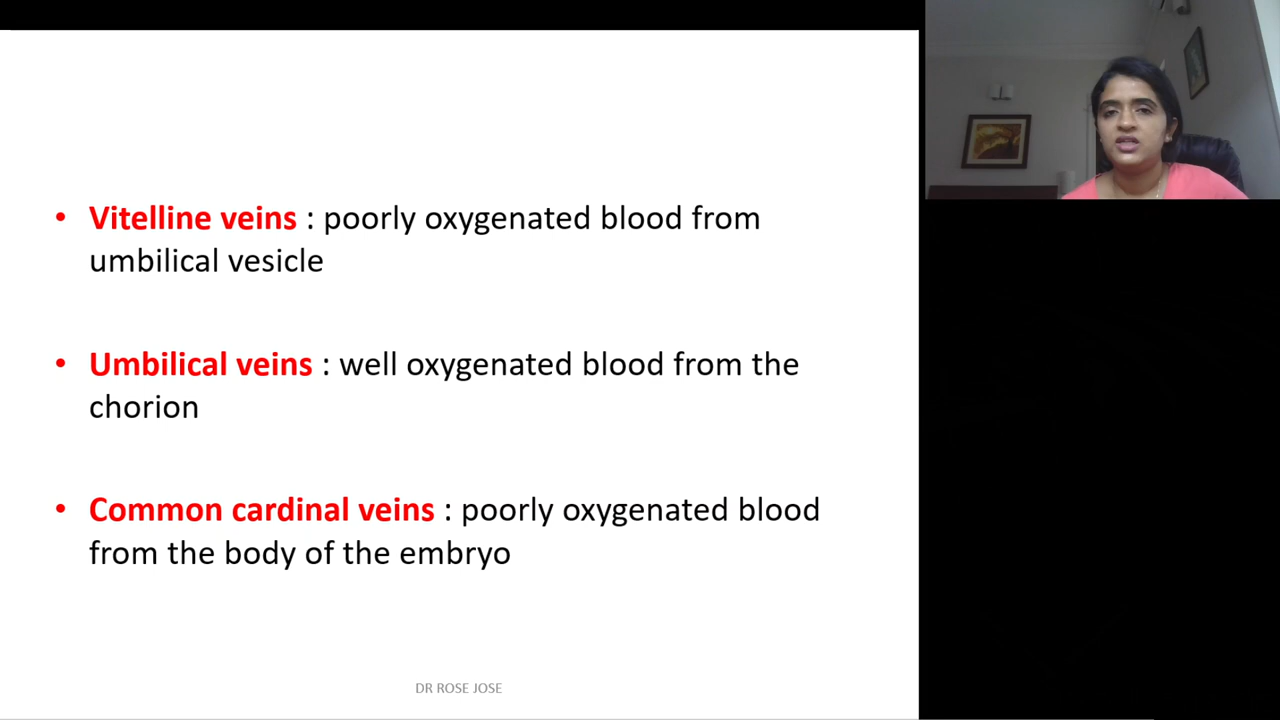 • Vitelline veins : poorly oxygenated blood from
umbilical vesicle
• Umbilical veins : well oxygenated blood from the
chorion
• Common cardinal veins : poorly oxygenated blood
from the body of the embryo
DR ROSE JOSE